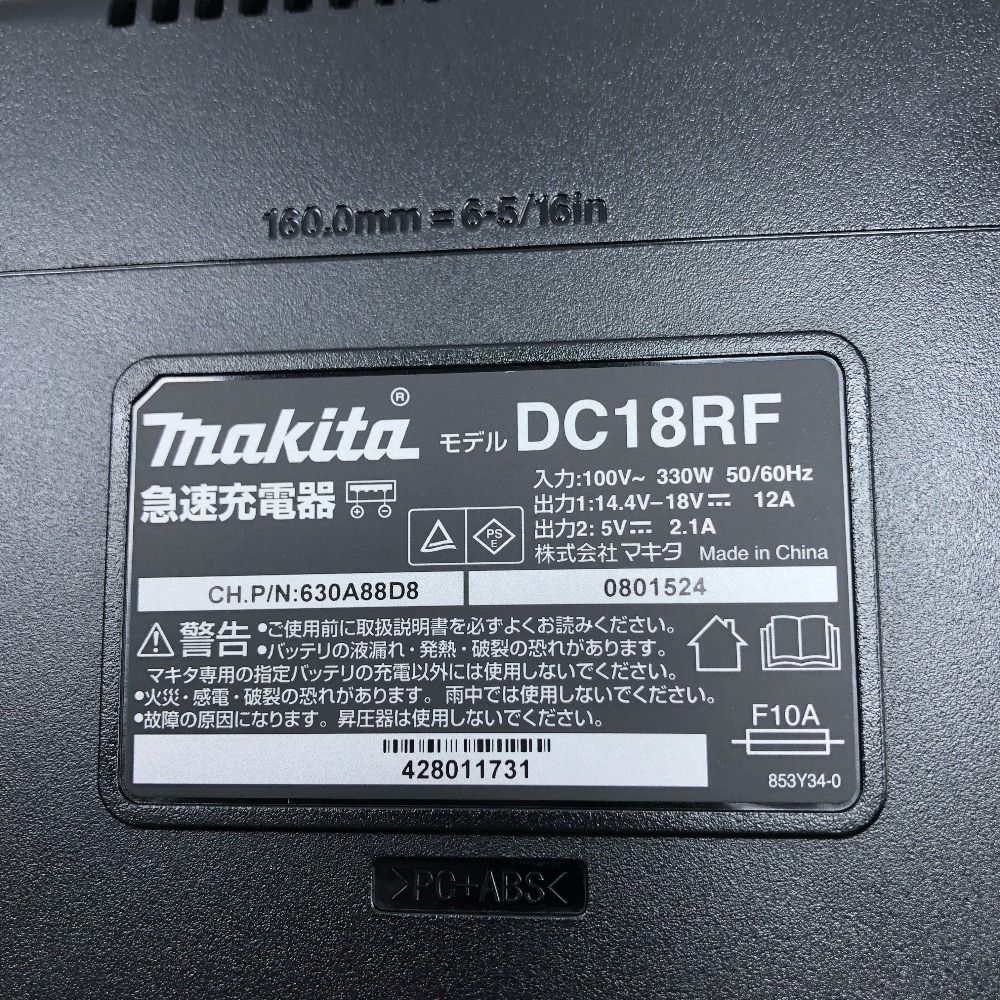 160.0mm = 6-5/16in
makita® モデル DC18RF
急速充電器
入力:100V~ 330W 50/60Hz
出力1:14.4V-18V⎓ 12A
出力2: 5V⎓ 2.1A
PS
E
株式会社マキタ Made in China
CH.P/N:630A88D8
0801524
警告 •ご使用前に取扱説明書を必ずよくお読みください。
•バッテリの液漏れ・発熱・破裂の恐れがあります。
マキタ専用の指定バッテリの充電以外には使用しないでください。
•火災・感電・破裂の恐れがあります。雨中では使用しないでください。
•故障の原因になります。昇圧器は使用しないでください。
F10A
428011731
853Y34-0
>PC+ABS<